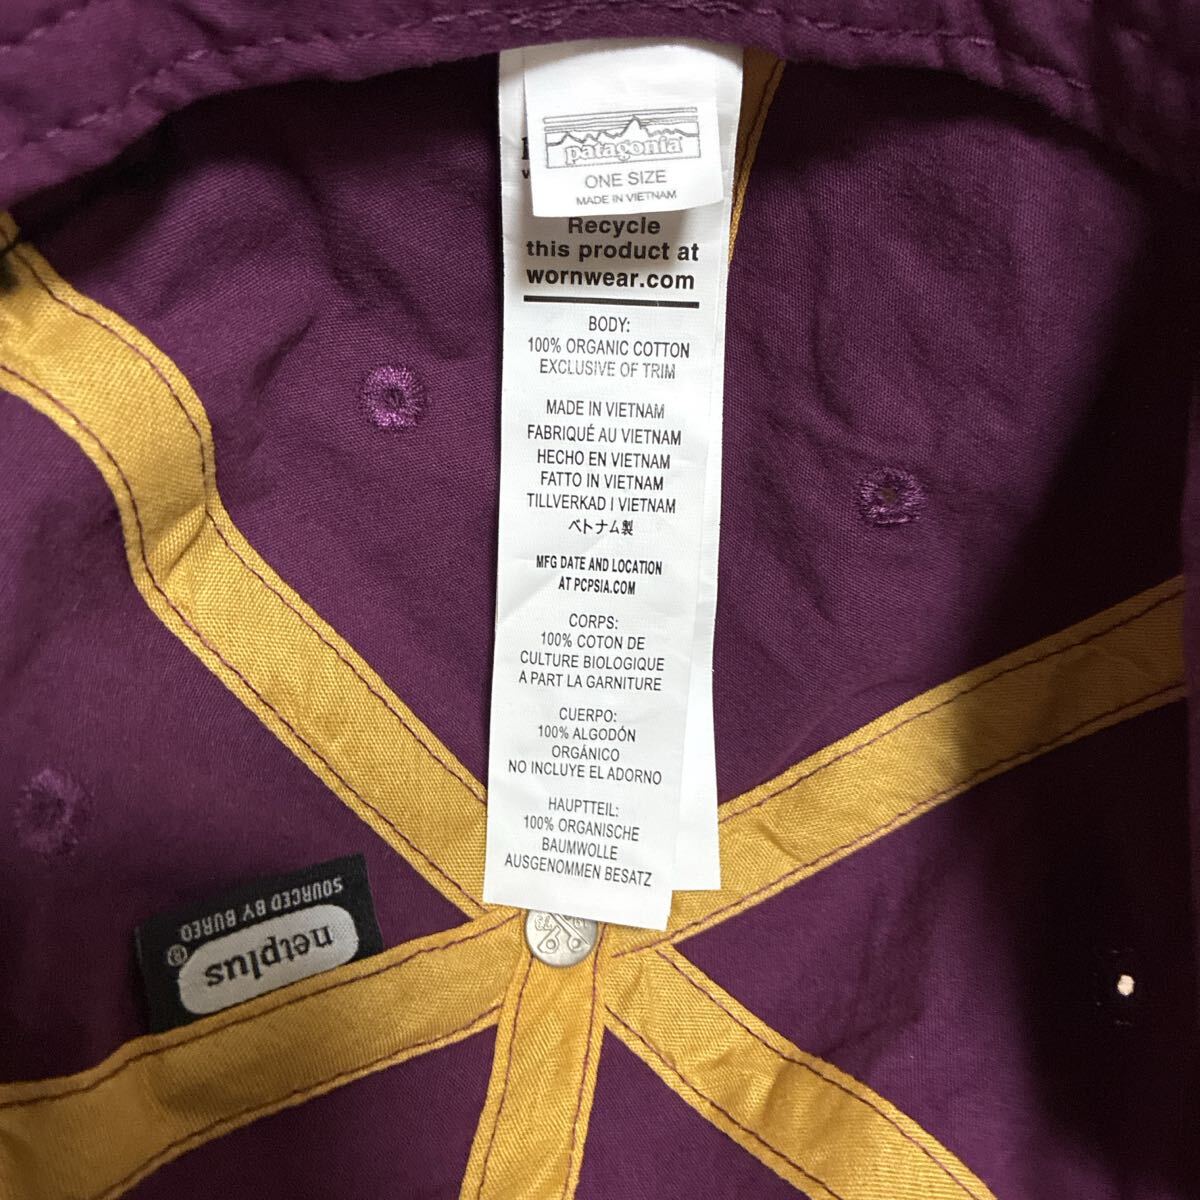 patagonia
ONE SIZE
MADE IN VIETNAM
Recycle
this product at
wornwear.com
BODY:
100% ORGANIC COTTON
EXCLUSIVE OF TRIM
MADE IN VIETNAM
FABRIQUÉ AU VIETNAM
HECHO EN VIETNAM
FATTO IN VIETNAM
TILLVERKAD I VIETNAM
ベトナム製
MFG DATE AND LOCATION
AT PCPSIA.COM
CORPS:
100% COTON DE
CULTURE BIOLOGIQUE
A PART LA GARNITURE
CUERPO:
100% ALGODÓN
ORGÁNICO
NO INCLUYE EL ADORNO
HAUPTTEIL:
100% ORGANISCHE
BAUMWOLLE
AUSGENOMMEN BESATZ
netplus®
SOURCED BY BUREO